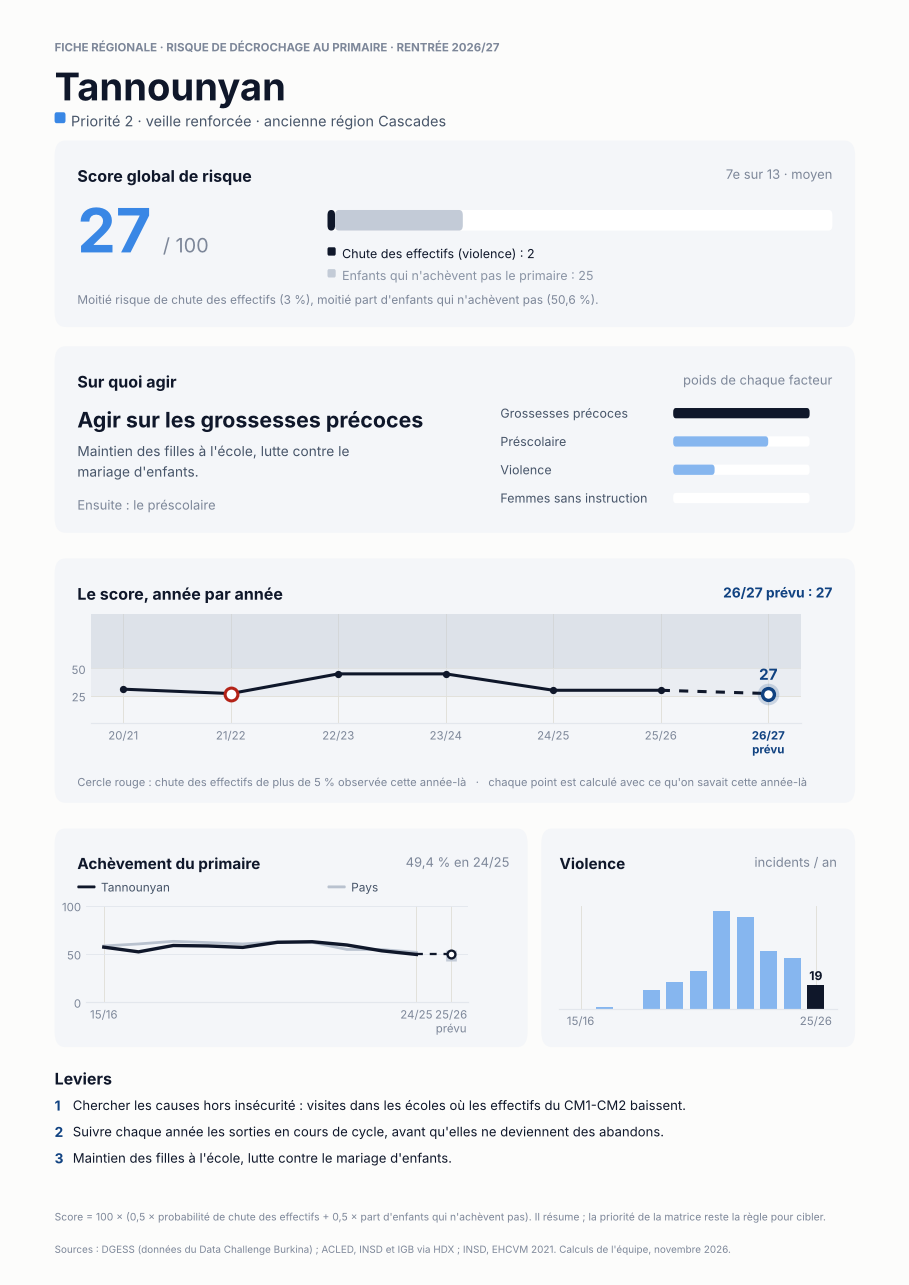 FICHE RÉGIONALE · RISQUE DE DÉCROCHAGE AU PRIMAIRE · RENTRÉE 2026/27
Tannounyan
Priorité 2 · veille renforcée · ancienne région Cascades
Score global de risque
7e sur 13 · moyen
27 / 100
Chute des effectifs (violence) : 2
Enfants qui n'achèvent pas le primaire : 25
Moitié risque de chute des effectifs (3 %), moitié part d'enfants qui n'achèvent pas (50,6 %).
Sur quoi agir
poids de chaque facteur
Agir sur les grossesses précoces
Maintien des filles à l'école, lutte contre le
mariage d'enfants.
Ensuite : le préscolaire
Grossesses précoces
Préscolaire
Violence
Femmes sans instruction
Le score, année par année
26/27 prévu : 27
50
25
27
20/21 21/22 22/23 23/24 24/25 25/26 26/27
prévu
Cercle rouge : chute des effectifs de plus de 5 % observée cette année-là · chaque point est calculé avec ce qu'on savait cette année-là
Achèvement du primaire
49,4 % en 24/25
Tannounyan
Pays
100
50
0
15/16 24/25 25/26
prévu
Violence
incidents / an
19
15/16 25/26
Leviers
1 Chercher les causes hors insécurité : visites dans les écoles où les effectifs du CM1-CM2 baissent.
2 Suivre chaque année les sorties en cours de cycle, avant qu'elles ne deviennent des abandons.
3 Maintien des filles à l'école, lutte contre le mariage d'enfants.
Score = 100 × (0,5 × probabilité de chute des effectifs + 0,5 × part d'enfants qui n'achèvent pas). Il résume ; la priorité de la matrice reste la règle pour cibler.
Sources : DGESS (données du Data Challenge Burkina) ; ACLED, INSD et IGB via HDX ; INSD, EHCVM 2021. Calculs de l'équipe, novembre 2026.